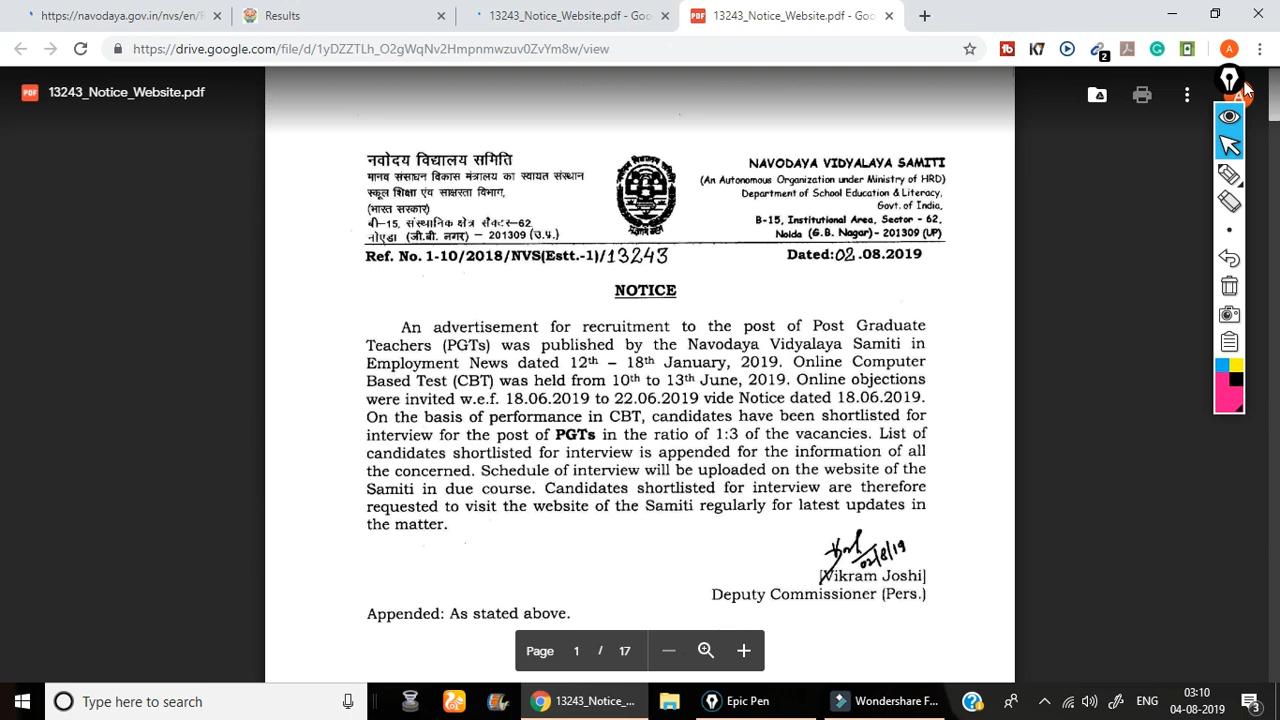 https://navodaya.gov.in/nvs/en/
Results
13243_Notice_Website.pdf - Goo
13243_Notice_Website.pdf - Goo
https://drive.google.com/file/d/1yDZZTLh_O2gWqNv2Hmpnmwzuv0ZvYm8w/view
13243_Notice_Website.pdf
नवोदय विद्यालय समिति
मानव संसाधन विकास मंत्रालय का स्वायत संस्थान
स्कूल शिक्षा एंव साक्षरता विभाग,
(भारत सरकार)
बी-15, संस्थानिक क्षेत्र सैक्टर-62,
नोएडा (जी.बी. नगर) - 201309 (उ.प्र.)
NAVODAYA VIDYALAYA SAMITI
(An Autonomous Organization under Ministry of HRD)
Department of School Education & Literacy,
Govt. of India,
B-15, Institutional Area, Sector - 62,
Noida (G.B. Nagar) - 201309 (UP)
Ref. No. 1-10/2018/NVS(Estt.-1)/13243 Dated:02.08.2019
NOTICE
An advertisement for recruitment to the post of Post Graduate
Teachers (PGTs) was published by the Navodaya Vidyalaya Samiti in
Employment News dated 12th – 18th January, 2019. Online Computer
Based Test (CBT) was held from 10th to 13th June, 2019. Online objections
were invited w.e.f. 18.06.2019 to 22.06.2019 vide Notice dated 18.06.2019.
On the basis of performance in CBT, candidates have been shortlisted for
interview for the post of PGTs in the ratio of 1:3 of the vacancies. List of
candidates shortlisted for interview is appended for the information of all
the concerned. Schedule of interview will be uploaded on the website of the
Samiti in due course. Candidates shortlisted for interview are therefore
requested to visit the website of the Samiti regularly for latest updates in
the matter.
02/8/19
[Vikram Joshi]
Deputy Commissioner (Pers.)
Appended: As stated above.
Page 1 / 17
Type here to search
13243_Notice_...
Epic Pen
Wondershare F...
ENG
03:10
04-08-2019